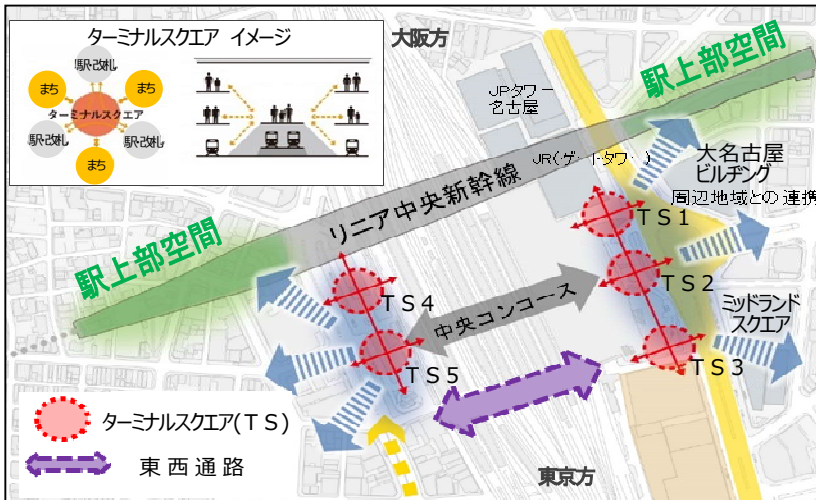 ターミナルスクエア イメージ
駅・改札
まち
まち
ターミナルスクエア
駅・改札
駅・改札
まち
大阪方
駅上部空間
JPタワー
名古屋
JR(ゲートタワー)
大名古屋
ビルヂング
周辺地域との連携
リニア中央新幹線
TS1
駅上部空間
TS2
TS4
中央コンコース
ミッドランド
スクエア
TS5
TS3
ターミナルスクエア(TS)
東西通路
東京方